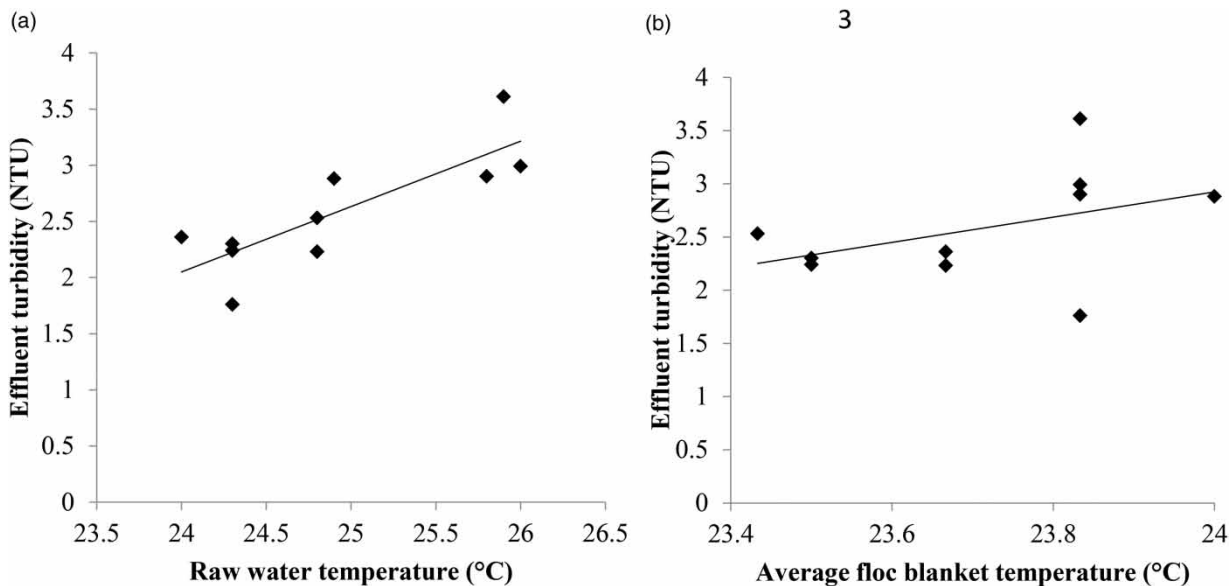 (a)
Effluent turbidity (NTU)
4
3.5
3
2.5
2
1.5
1
0.5
0
23.5 24 24.5 25 25.5 26 26.5
Raw water temperature (°C)
(b)
3
Effluent turbidity (NTU)
4
3.5
3
2.5
2
1.5
1
0.5
0
23.4 23.6 23.8 24
Average floc blanket temperature (°C)